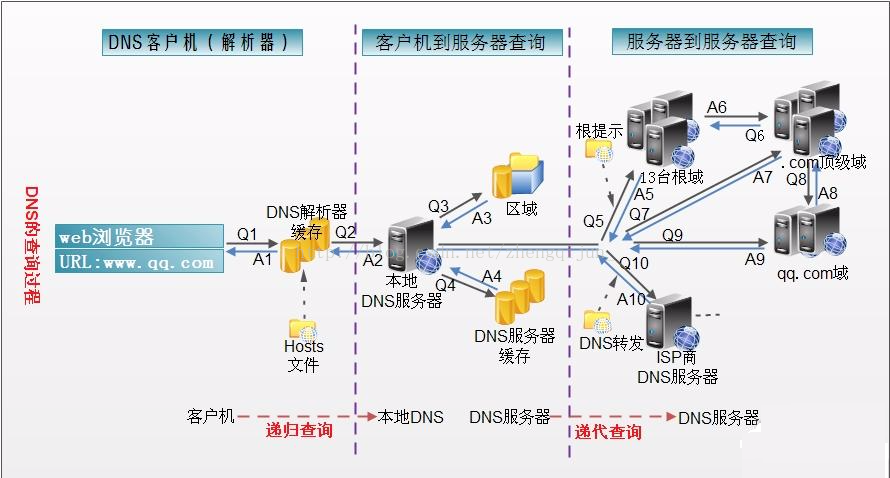 DNS客户机（解析器）
客户机到服务器查询
服务器到服务器查询
DNS的查询过程
web浏览器
URL:www.qq.com
Q1
A1
DNS解析器
缓存
Hosts
文件
Q2
A2
本地
DNS服务器
Q3
A3
区域
A4
Q4
DNS服务器
缓存
根提示
13台根域
A6
Q6
.com顶级域
Q5
A5
Q7
A7
Q8
A8
Q9
A9
qq.com域
Q10
A10
DNS转发
ISP商
DNS服务器
客户机
递归查询
本地DNS
DNS服务器
递代查询
DNS服务器